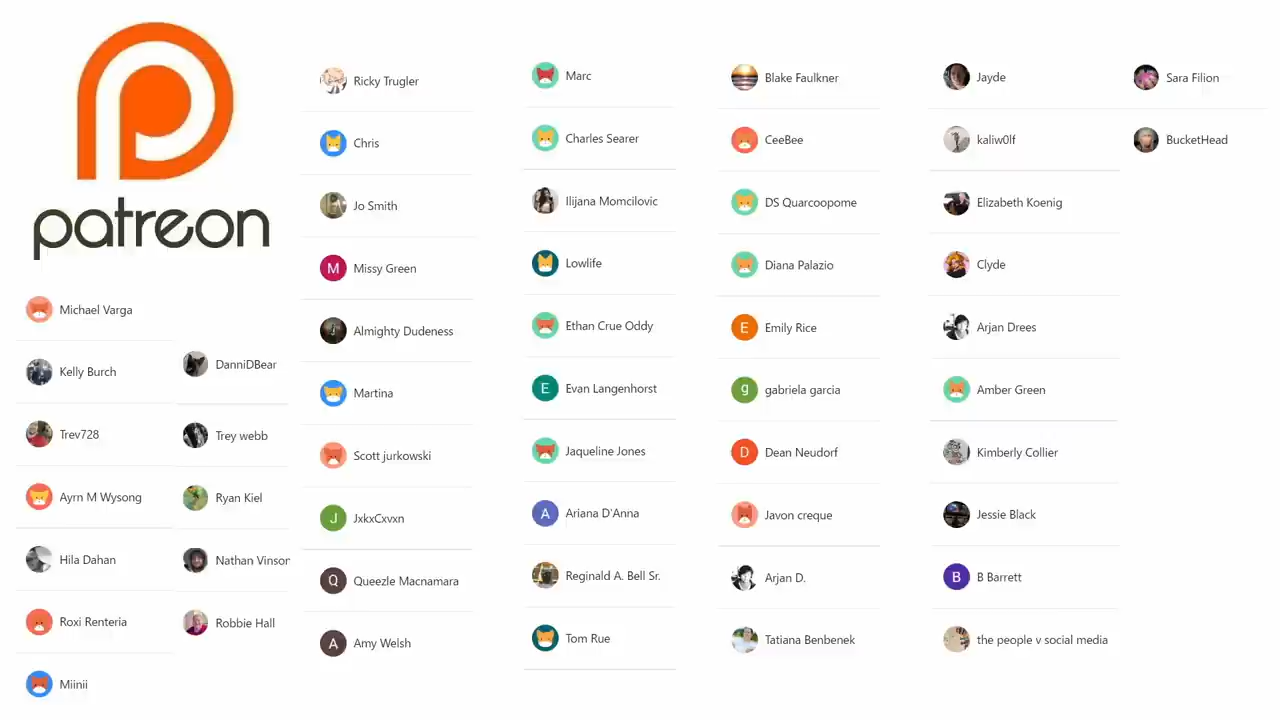 patreon
Michael Varga
Kelly Burch
Trev728
Ayrn M Wysong
Hila Dahan
Roxi Renteria
Miinii
DanniDBear
Trey webb
Ryan Kiel
Nathan Vinson
Robbie Hall
Ricky Trugler
Chris
Jo Smith
M Missy Green
Almighty Dudeness
Martina
Scott jurkowski
J JxkxCxvxn
Q Queezle Macnamara
A Amy Welsh
Marc
Charles Searer
Ilijana Momcilovic
Lowlife
Ethan Crue Oddy
E Evan Langenhorst
Jaqueline Jones
A Ariana D'Anna
Reginald A. Bell Sr.
Tom Rue
Blake Faulkner
CeeBee
DS Quarcoopome
Diana Palazio
E Emily Rice
g gabriela garcia
D Dean Neudorf
Javon creque
Arjan D.
Tatiana Benbenek
Jayde
kaliw0lf
Elizabeth Koenig
Clyde
Arjan Drees
Amber Green
Kimberly Collier
Jessie Black
B B Barrett
the people v social media
Sara Filion
BucketHead